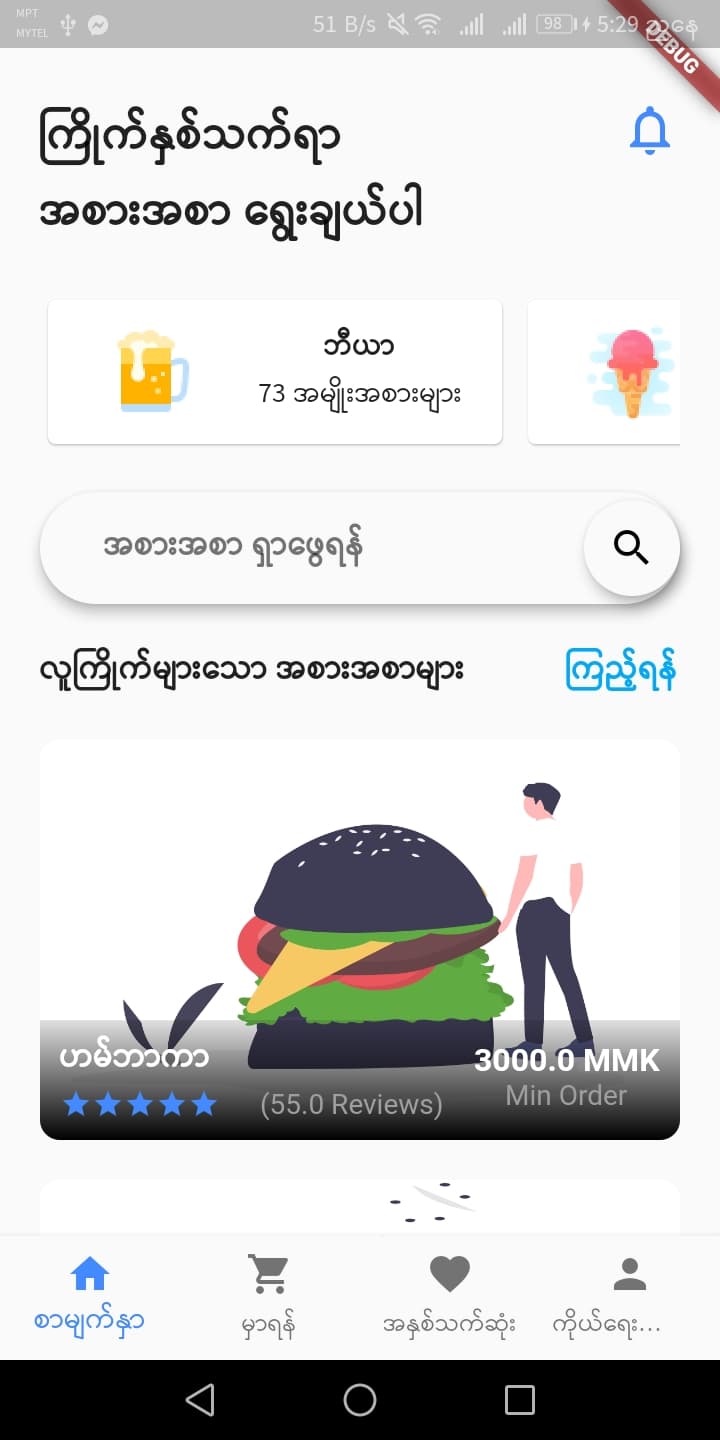 MPT
MYTEL
51 B/s
98
5:29 ညနေ
DEBUG
ကြိုက်နှစ်သက်ရာ
အစားအစာ ရွေးချယ်ပါ
ဘီယာ
73 အမျိုးအစားများ
အစားအစာ ရှာဖွေရန်
လူကြိုက်များသော အစားအစာများ
ကြည့်ရန်
ဟမ်ဘာကာ
3000.0 MMK
(55.0 Reviews)
Min Order
စာမျက်နှာ
မှာရန်
အနှစ်သက်ဆုံး
ကိုယ်ရေး...